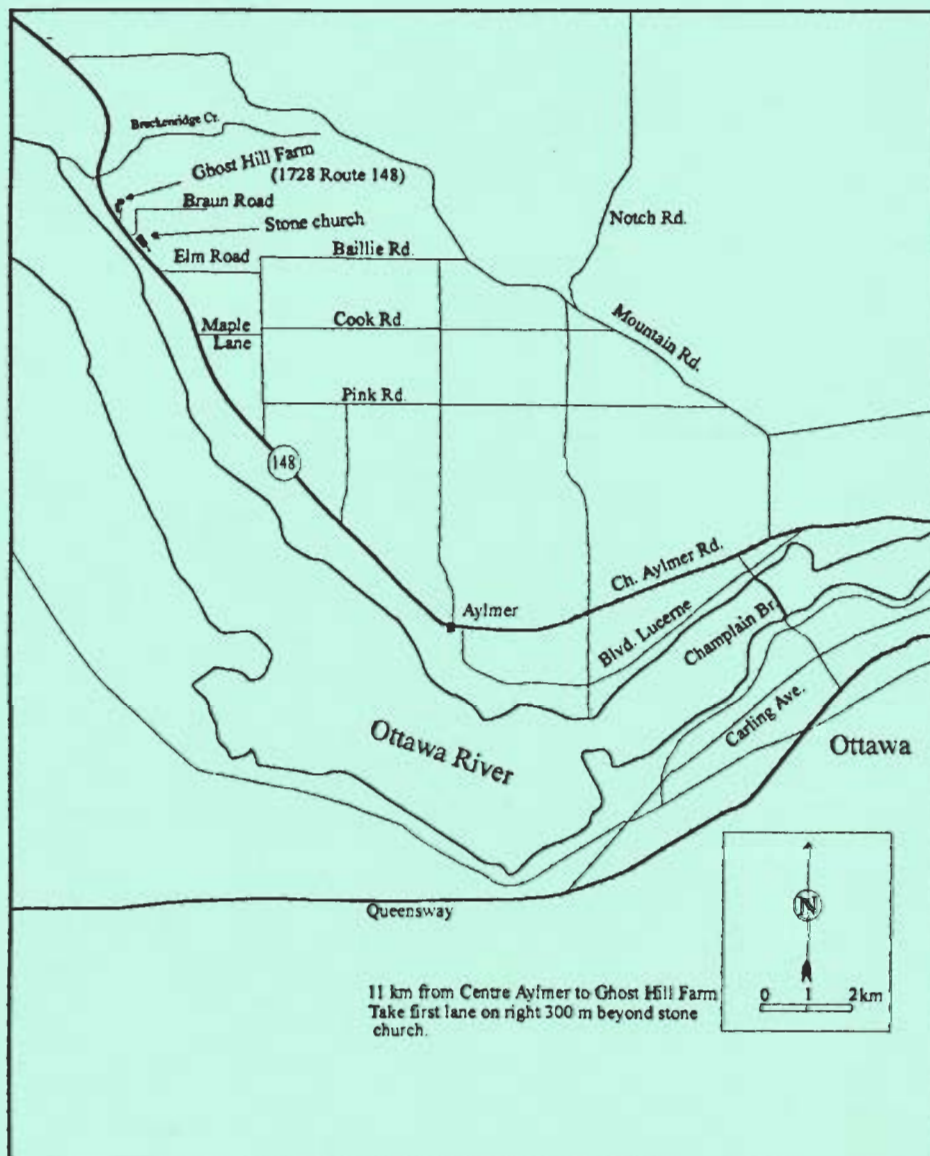 Breckenridge Cr.
Ghost Hill Farm
(1728 Route 148)
Braun Road
Stone church
Notch Rd.
Elm Road
Baillie Rd.
Maple
Lane
Cook Rd.
Mountain Rd.
Pink Rd.
148
Ch. Aylmer Rd.
Aylmer
Blvd. Lucerne
Champlain Br.
Ottawa River
Carling Ave.
Ottawa
Queensway
N
0 1 2 km
11 km from Centre Aylmer to Ghost Hill Farm
Take first lane on right 300 m beyond stone
church.